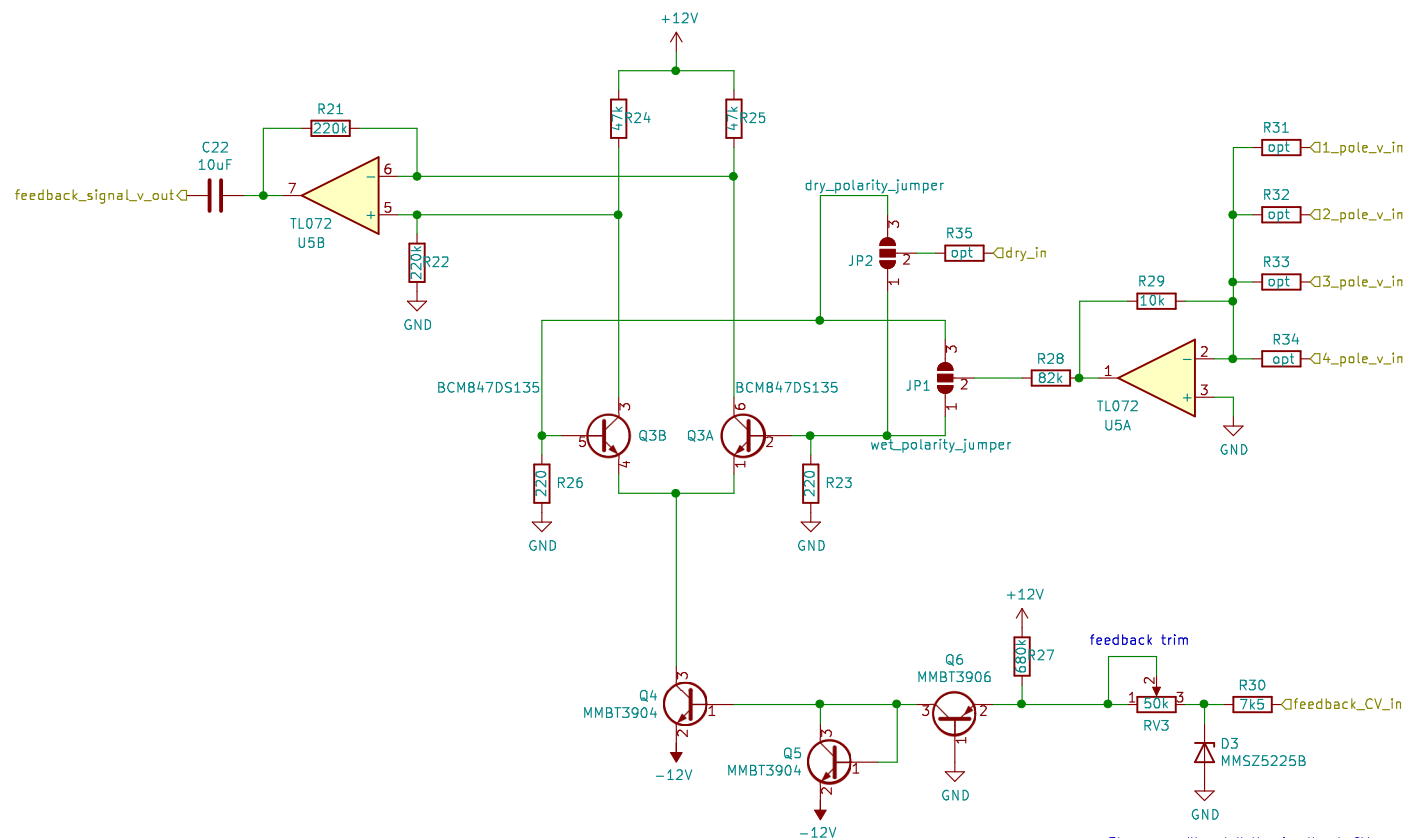 +12V
R24
47k
R25
47k
R21
220k
C22
10uF
feedback_signal_v_out
7
6
5
−
+
TL072
U5B
R22
220k
GND
dry_polarity_jumper
3
JP2
2
1
R35
opt
dry_in
R31
opt
1_pole_v_in
R32
opt
2_pole_v_in
R33
opt
3_pole_v_in
R29
10k
R34
opt
4_pole_v_in
R28
82k
1
2
3
−
+
TL072
U5A
GND
3
JP1
2
1
wet_polarity_jumper
BCM847DS135
3
5
Q3B
4
BCM847DS135
6
Q3A
2
1
R26
220
GND
R23
220
GND
+12V
R27
680k
feedback trim
2
1
50k
3
RV3
R30
7k5
feedback_CV_in
D3
MMSZ5225B
GND
Q6
MMBT3906
3
2
1
GND
Q4
MMBT3904
3
1
2
-12V
Q5
MMBT3904
3
1
2
-12V